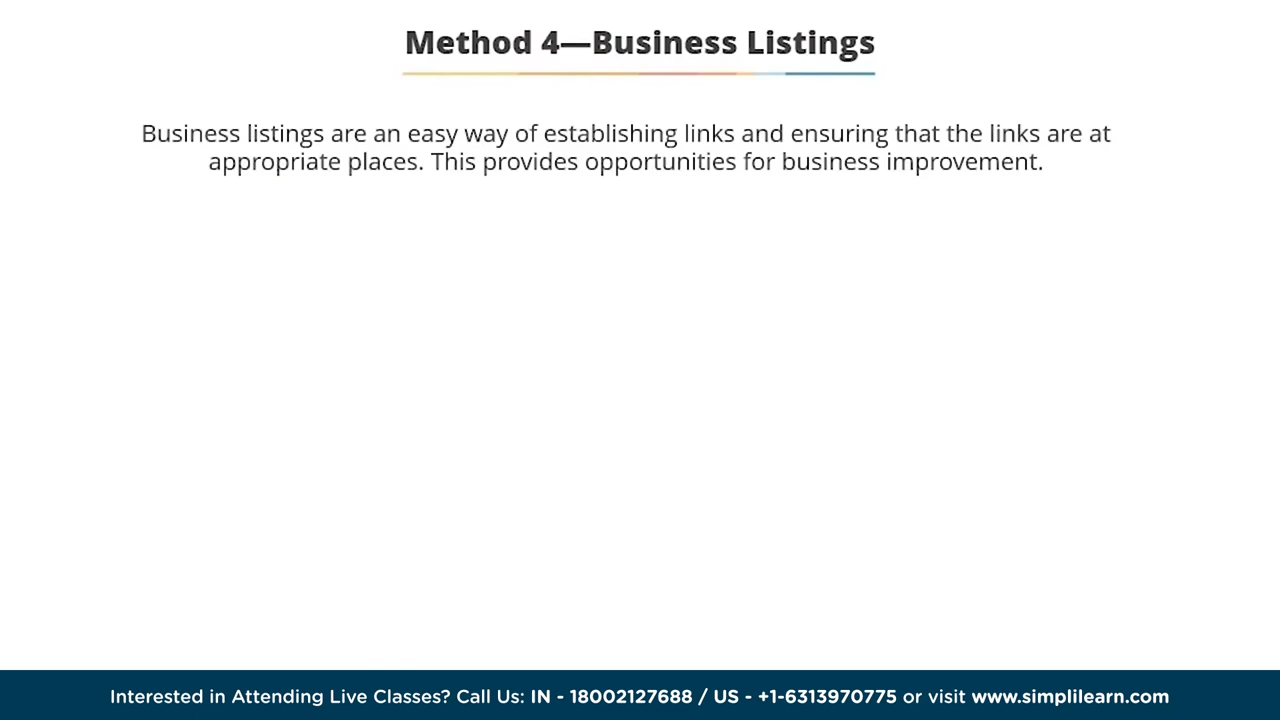 Method 4—Business Listings
Business listings are an easy way of establishing links and ensuring that the links are at
appropriate places. This provides opportunities for business improvement.
Interested in Attending Live Classes? Call Us: IN - 18002127688 / US - +1-6313970775 or visit www.simplilearn.com